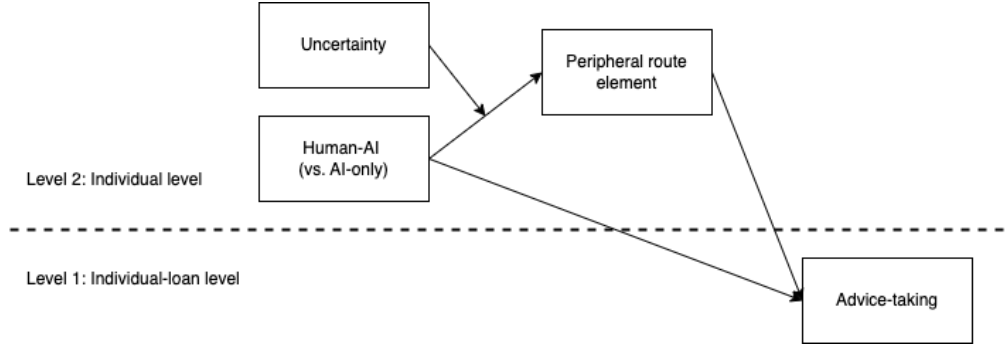 Uncertainty
Peripheral route
element
Human-AI
(vs. AI-only)
Level 2: Individual level
Level 1: Individual-loan level
Advice-taking